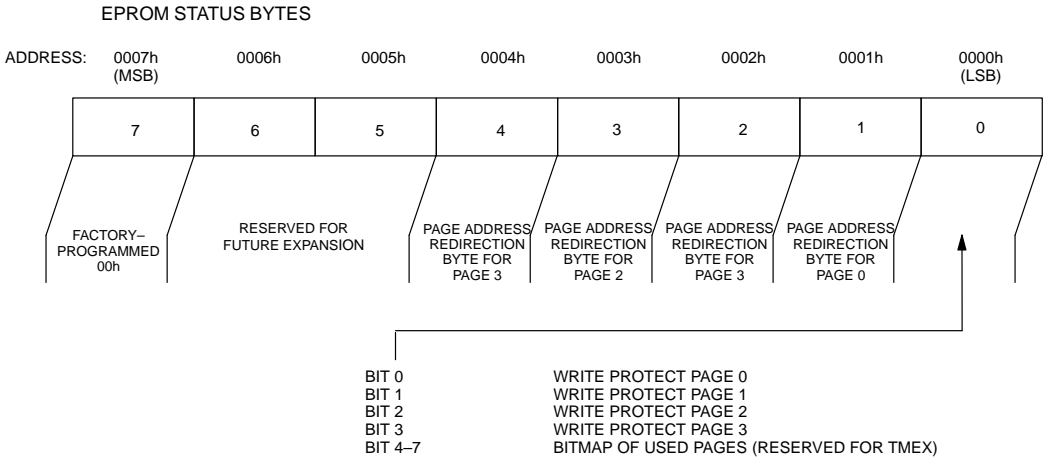 EPROM STATUS BYTES
ADDRESS: 0007h 0006h 0005h 0004h 0003h 0002h 0001h 0000h
(MSB) (LSB)
7 6 5 4 3 2 1 0
FACTORY–
PROGRAMMED
00h
RESERVED FOR
FUTURE EXPANSION
PAGE ADDRESS
REDIRECTION
BYTE FOR
PAGE 3
PAGE ADDRESS
REDIRECTION
BYTE FOR
PAGE 2
PAGE ADDRESS
REDIRECTION
BYTE FOR
PAGE 3
PAGE ADDRESS
REDIRECTION
BYTE FOR
PAGE 0
BIT 0 WRITE PROTECT PAGE 0
BIT 1 WRITE PROTECT PAGE 1
BIT 2 WRITE PROTECT PAGE 2
BIT 3 WRITE PROTECT PAGE 3
BIT 4–7 BITMAP OF USED PAGES (RESERVED FOR TMEX)